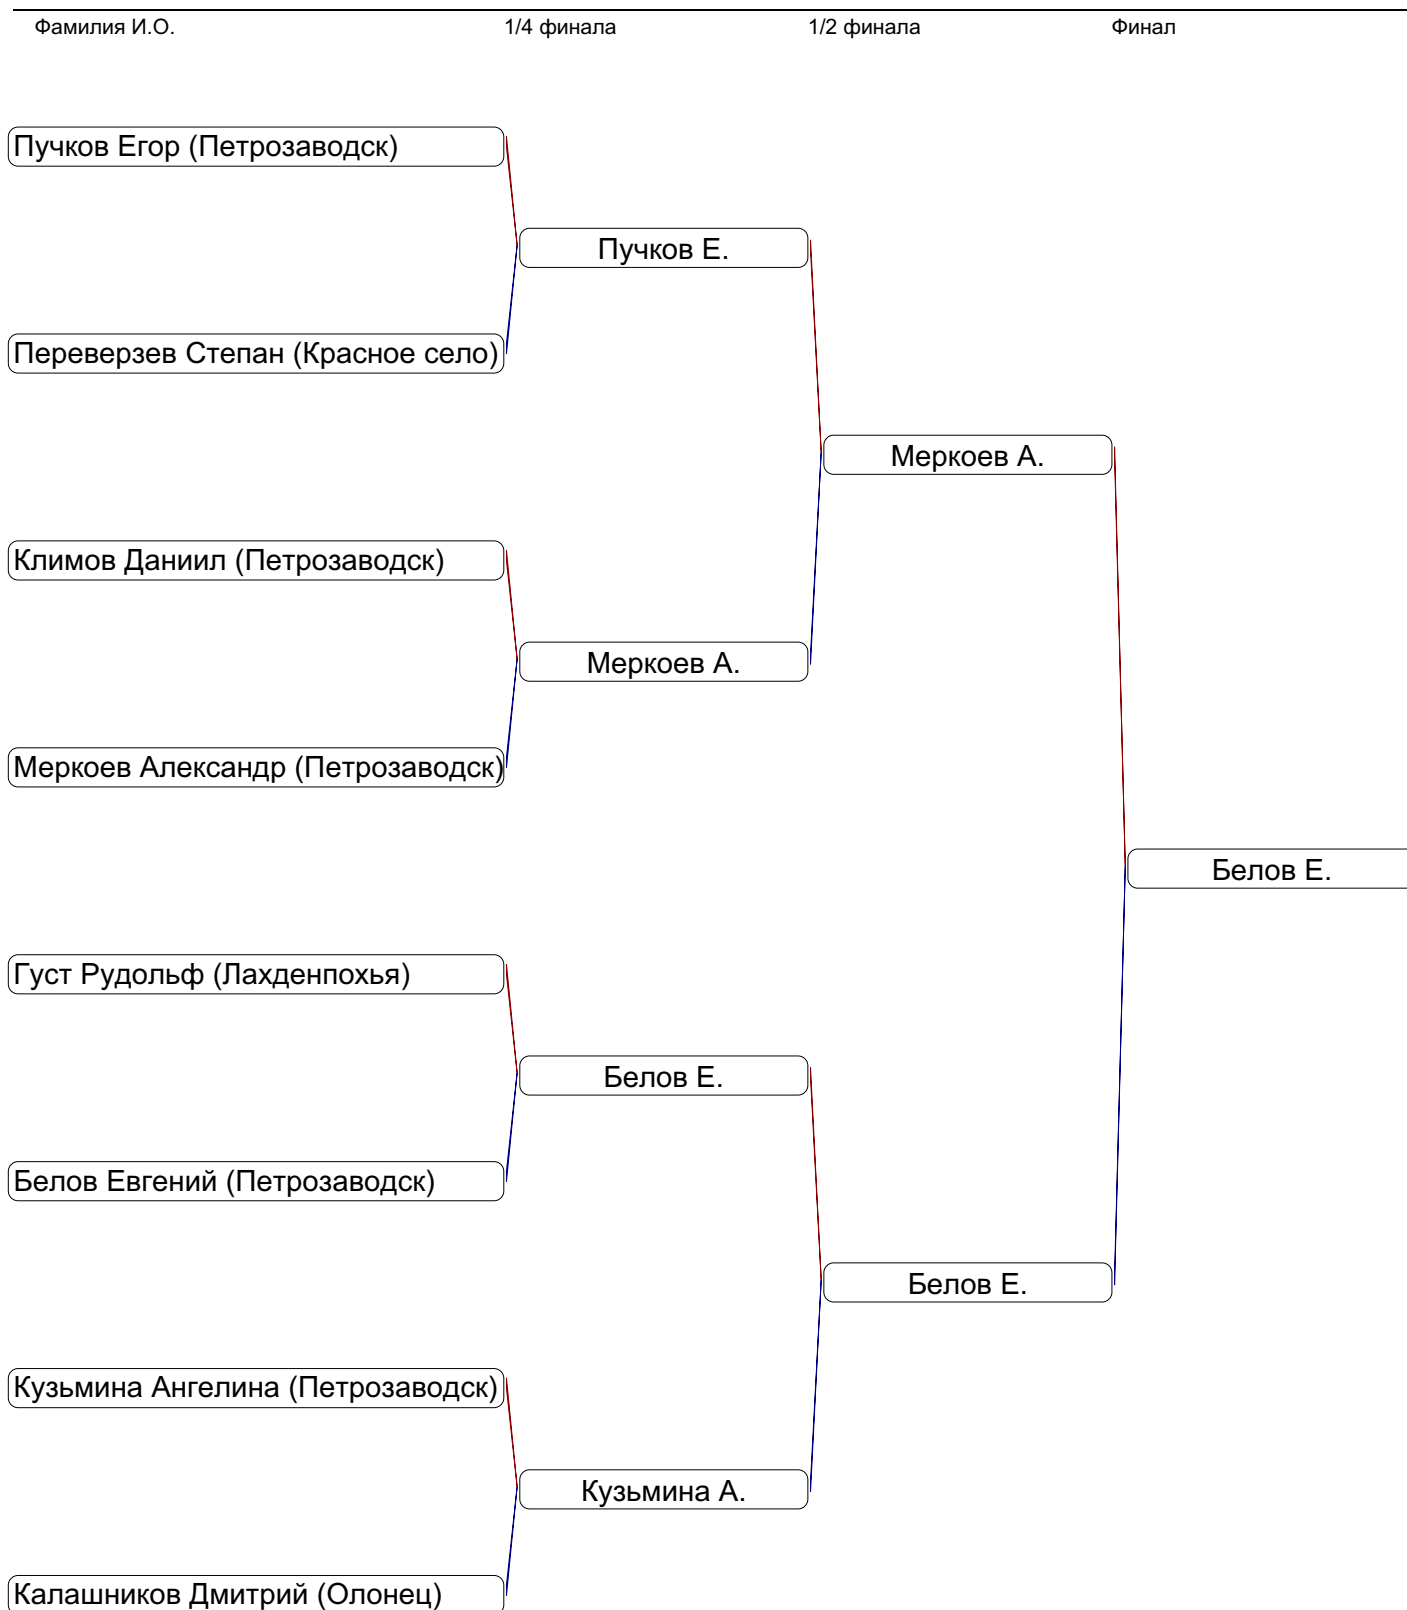 Фамилия И.О. 1/4 финала 1/2 финала Финал
Пучков Егор (Петрозаводск)
Пучков Е.
Переверзев Степан (Красное село)
Меркоев А.
Климов Даниил (Петрозаводск)
Меркоев А.
Меркоев Александр (Петрозаводск)
Белов Е.
Густ Рудольф (Лахденпохья)
Белов Е.
Белов Евгений (Петрозаводск)
Белов Е.
Кузьмина Ангелина (Петрозаводск)
Кузьмина А.
Калашников Дмитрий (Олонец)